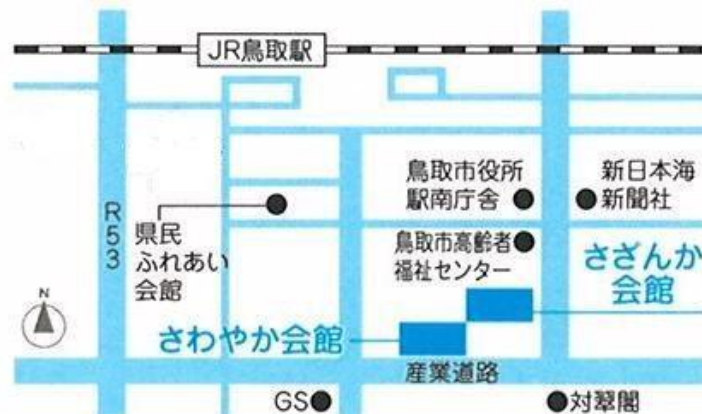 JR鳥取駅
鳥取市役所
駅南庁舎
新日本海
新聞社
R53
県民
ふれあい
会館
鳥取市高齢者
福祉センター
さざんか
会館
N
さわやか会館
産業道路
GS
対翠閣